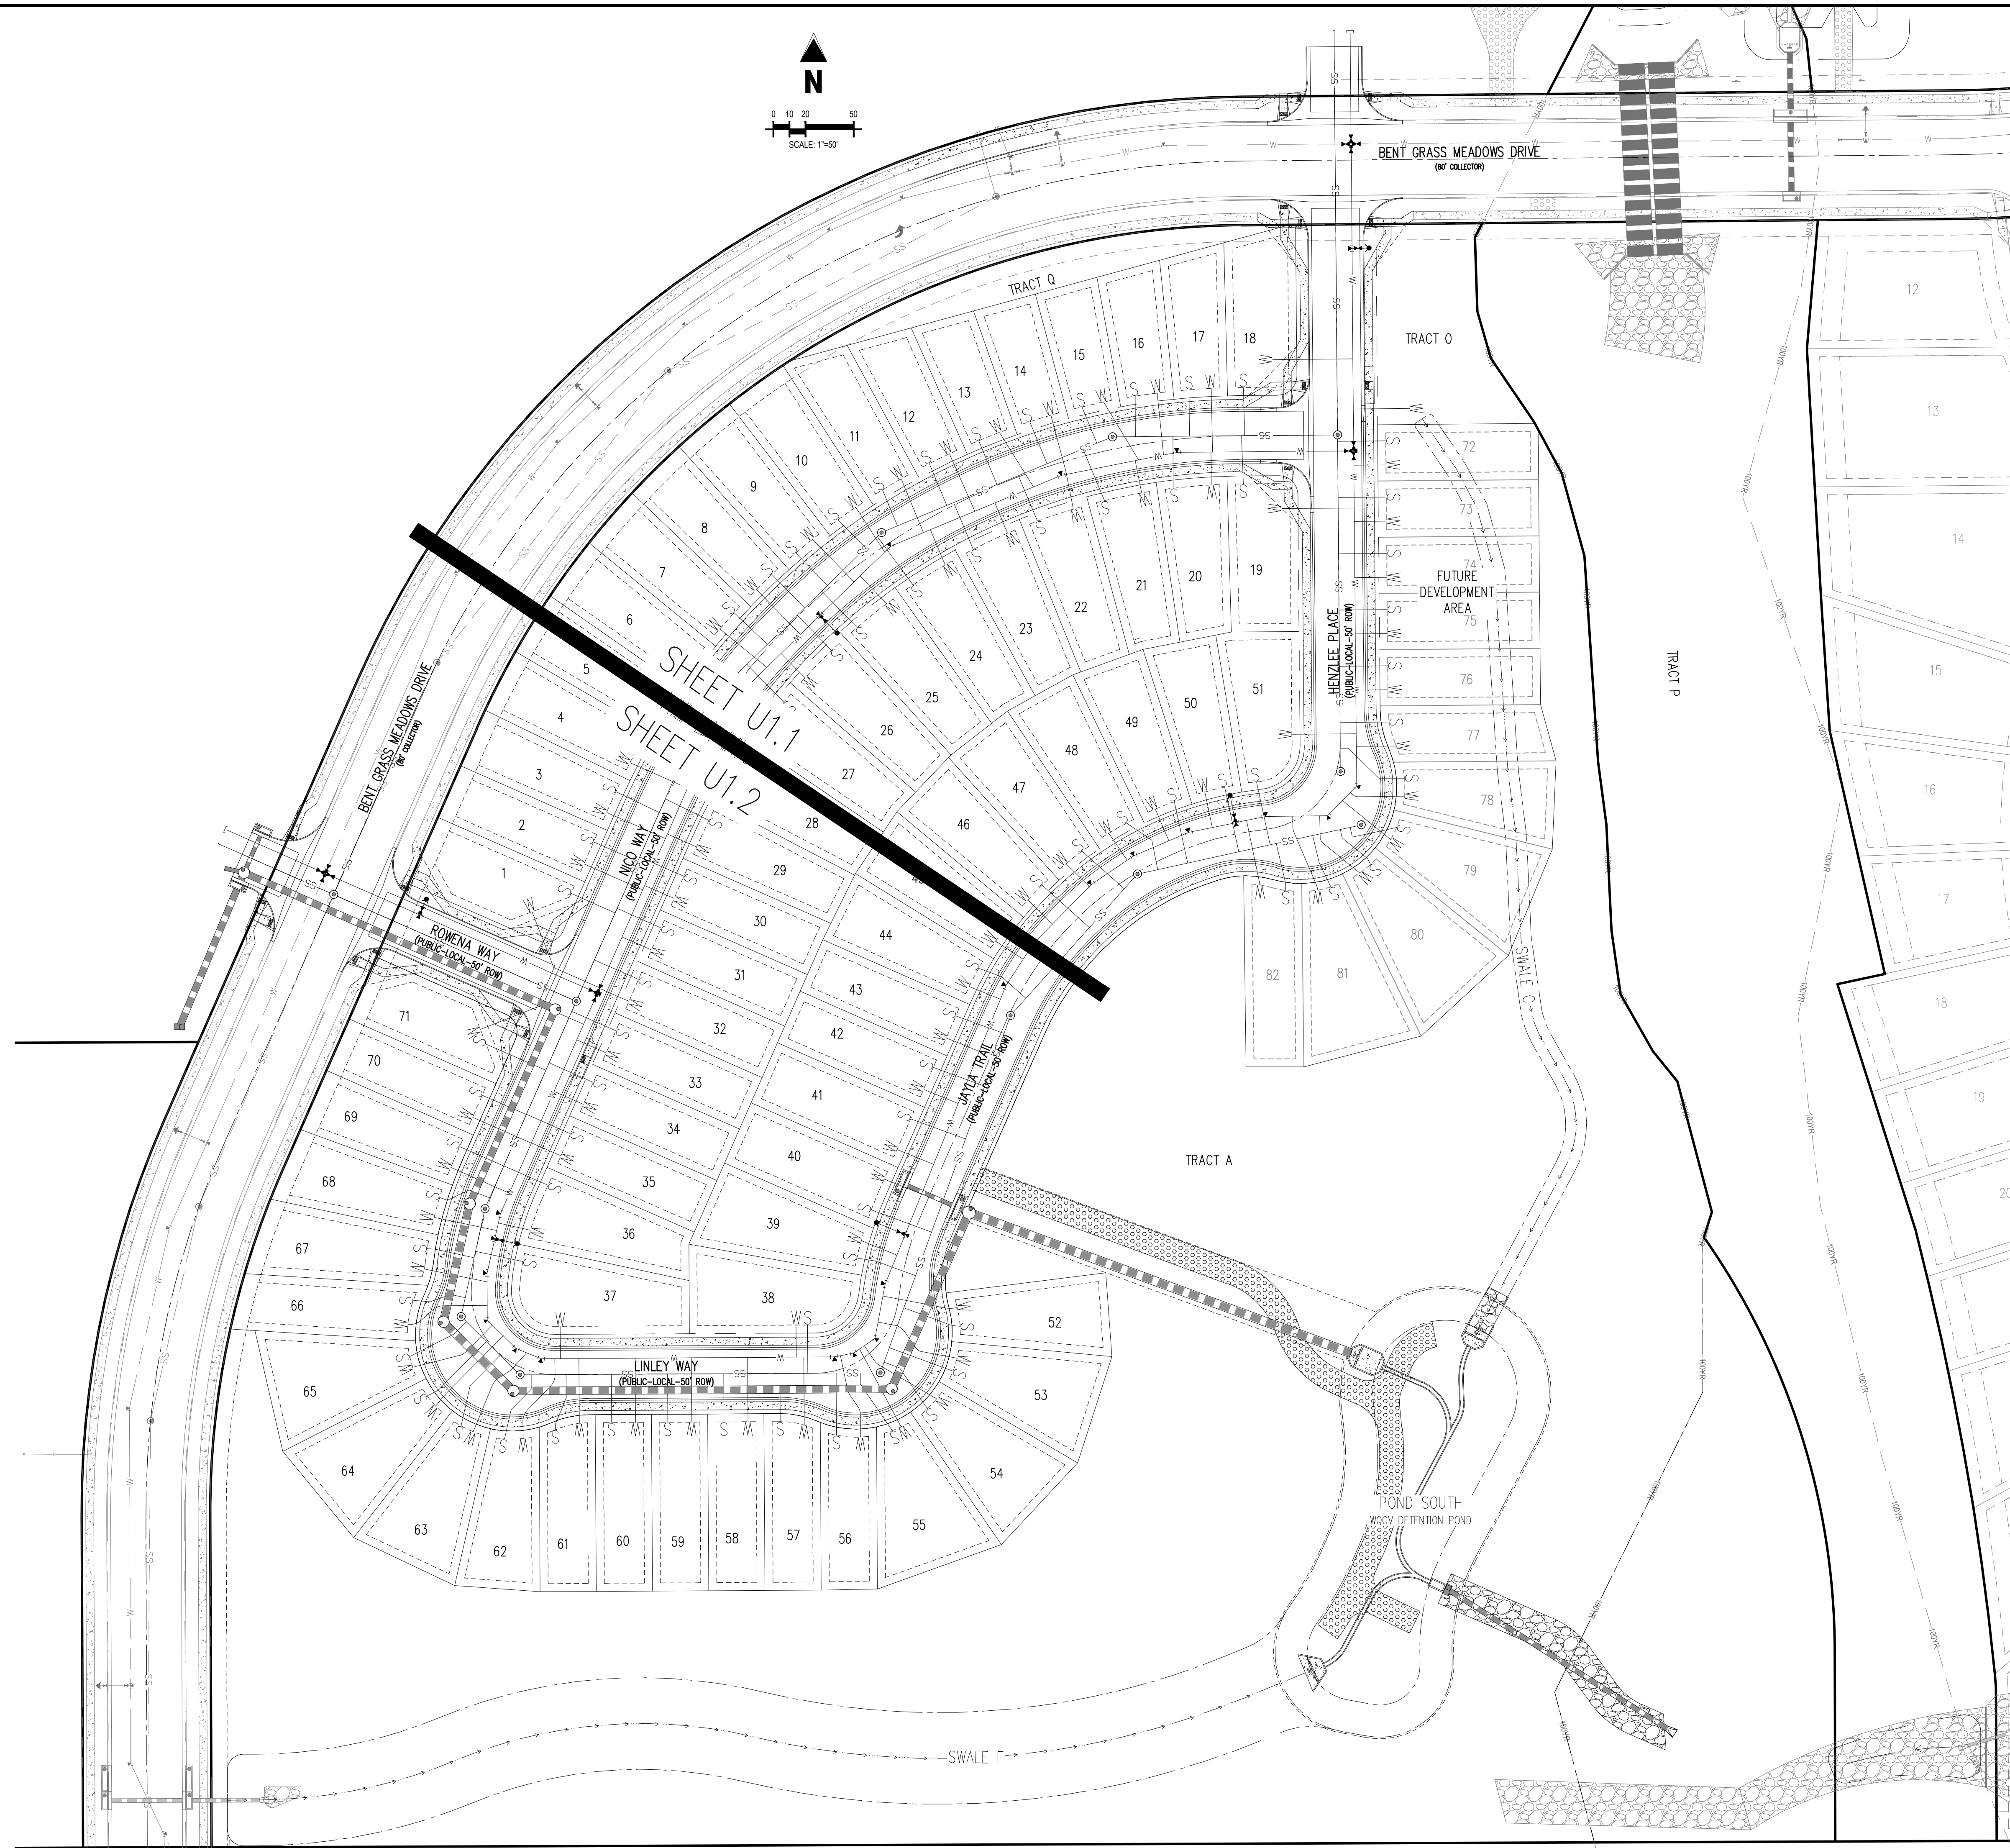 N
0 10 20 50
SCALE: 1"=50'
BENT GRASS MEADOWS DRIVE
(80' COLLECTOR)
TRACT Q
TRACT O
TRACT P
TRACT A
FUTURE
DEVELOPMENT
AREA
HENZLEE PLACE
(PUBLIC-LOCAL-50' ROW)
SHEET U1.1
SHEET U1.2
BENT GRASS MEADOWS DRIVE
(80' COLLECTOR)
NICO WAY
(PUBLIC-LOCAL-50' ROW)
ROWENA WAY
(PUBLIC-LOCAL-50' ROW)
JAYLA TRAIL
(PUBLIC-LOCAL-50' ROW)
LINLEY WAY
(PUBLIC-LOCAL-50' ROW)
SWALE C
POND SOUTH
WQCV DETENTION POND
SWALE F
1
2
3
4
5
6
7
8
9
10
11
12
13
14
15
16
17
18
19
20
21
22
23
24
25
26
27
28
29
30
31
32
33
34
35
36
37
38
39
40
41
42
43
44
46
47
48
49
50
51
52
53
54
55
56
57
58
59
60
61
62
63
64
65
66
67
68
69
70
71
72
73
74
75
76
77
78
79
80
81
82
12
13
14
15
16
17
18
19
20
100YR
SS
W
S